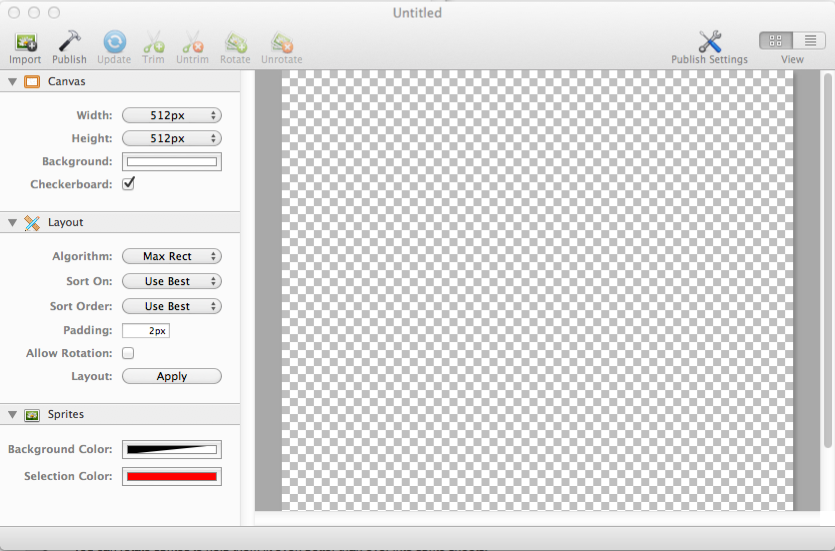 Untitled
Import Publish Update Trim Untrim Rotate Unrotate Publish Settings View
Canvas
Width: 512px
Height: 512px
Background:
Checkerboard:
Layout
Algorithm: Max Rect
Sort On: Use Best
Sort Order: Use Best
Padding: 2px
Allow Rotation:
Layout: Apply
Sprites
Background Color:
Selection Color: